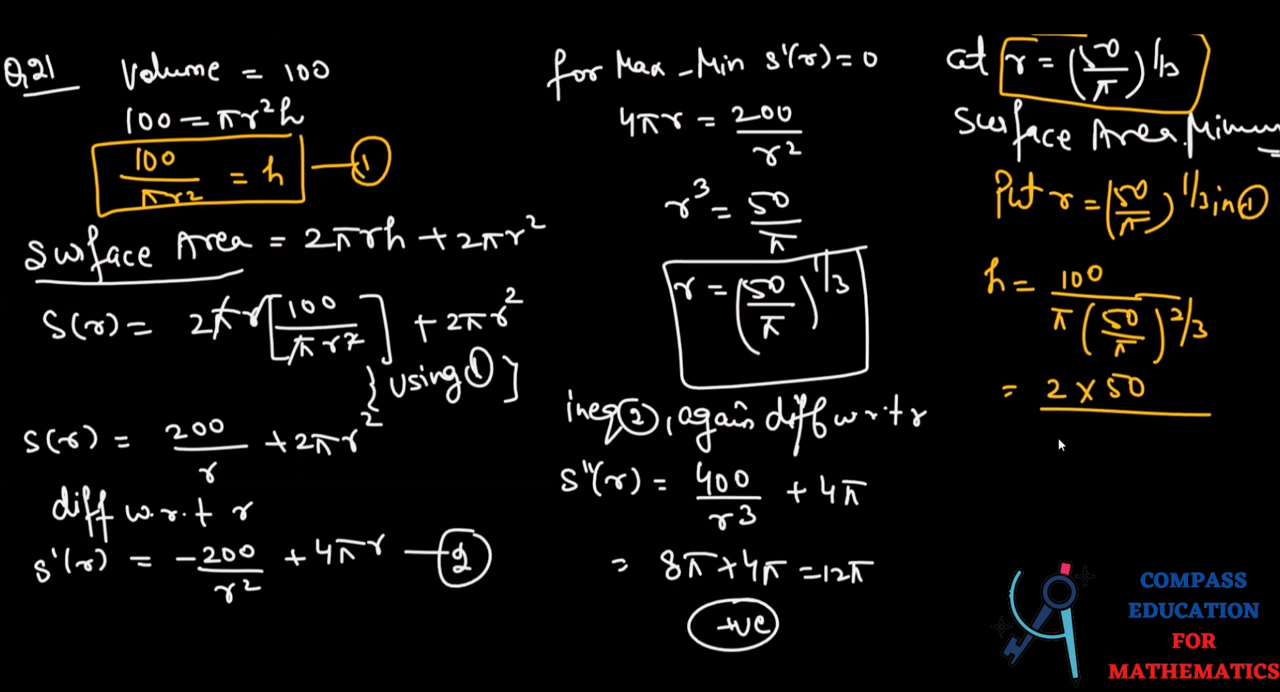 Q.21 Volume = 100
100 = πr²h
100/πr² = h — ①
Surface Area = 2πrh + 2πr²
S(r) = 2πr[100/πr²] + 2πr²
{ using ① }
S(r) = 200/r + 2πr²
diff w.r.t r
s'(r) = -200/r² + 4πr — ②
for Max - Min s'(r) = 0
4πr = 200/r²
r³ = 50/π
r = (50/π)^1/3
in eq ②, again diff w.r.t r
s''(r) = 400/r³ + 4π
= 8π + 4π = 12π
+ve
at r = (50/π)^1/3
Surface Area
Put r = (50/π)^1/3 in ①
h = 100/π(50/π)^2/3
= 2 × 50
COMPASS
EDUCATION
FOR
MATHEMATICS